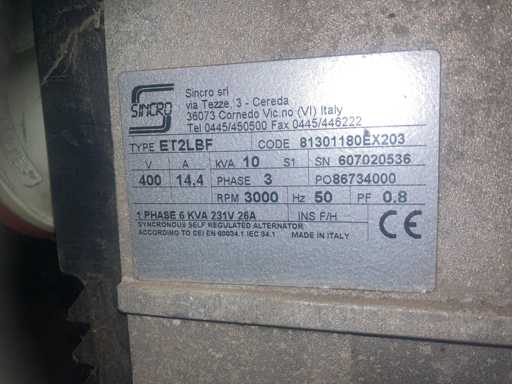 SINCRO
Sincro srl
via Tezze, 3 - Cereda
36073 Cornedo Vic.no (VI) Italy
Tel 0445/450500 Fax 0445/446222
TYPE ET2LBF CODE 81301180EX203
V A kVA 10 S1 SN 607020536
400 14,4 PHASE 3 PO86734000
RPM 3000 Hz 50 PF 0.8
1 PHASE 6 KVA 231V 26A INS F/H
SYNCRONOUS SELF REGULATED ALTERNATOR
ACCORDING TO CEI EN 60034.1 IEC 34.1 MADE IN ITALY
CE